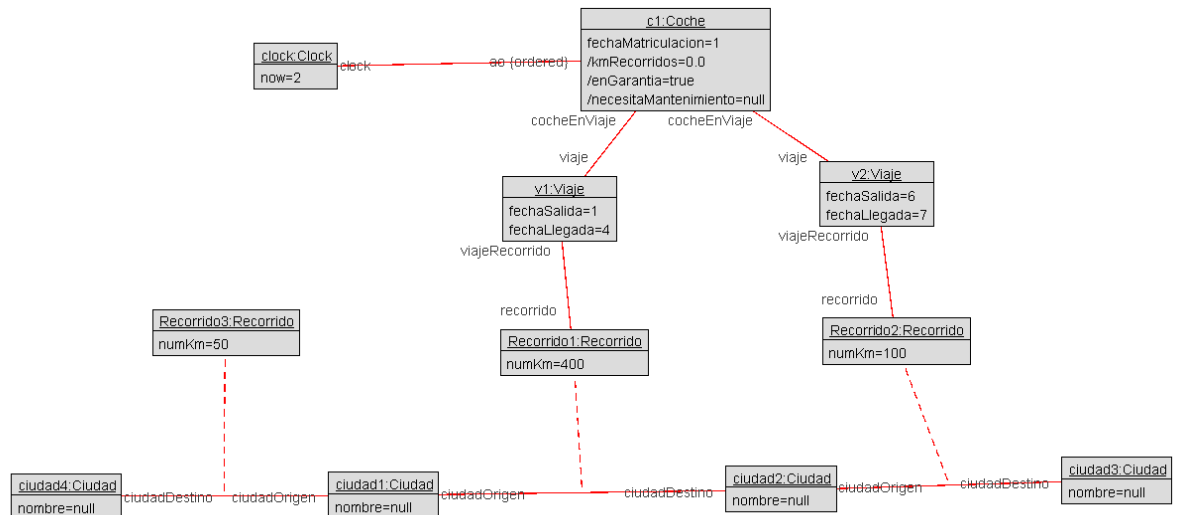 c1:Coche
fechaMatriculacion=1
/kmRecorridos=0.0
/enGarantia=true
/necesitaMantenimiento=null
clock:Clock
now=2
clock
ao {ordered}
cocheEnViaje
cocheEnViaje
viaje
viaje
v1:Viaje
fechaSalida=1
fechaLlegada=4
v2:Viaje
fechaSalida=6
fechaLlegada=7
viajeRecorrido
viajeRecorrido
recorrido
recorrido
Recorrido3:Recorrido
numKm=50
Recorrido1:Recorrido
numKm=400
Recorrido2:Recorrido
numKm=100
ciudad4:Ciudad
nombre=null
ciudadDestino
ciudadOrigen
ciudad1:Ciudad
nombre=null
ciudadOrigen
ciudadDestino
ciudad2:Ciudad
nombre=null
ciudadOrigen
ciudadDestino
ciudad3:Ciudad
nombre=null